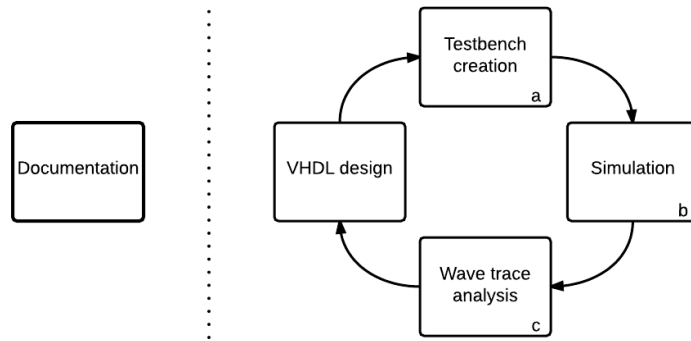 Testbench
creation
a
Documentation
VHDL design
Simulation
b
Wave trace
analysis
c